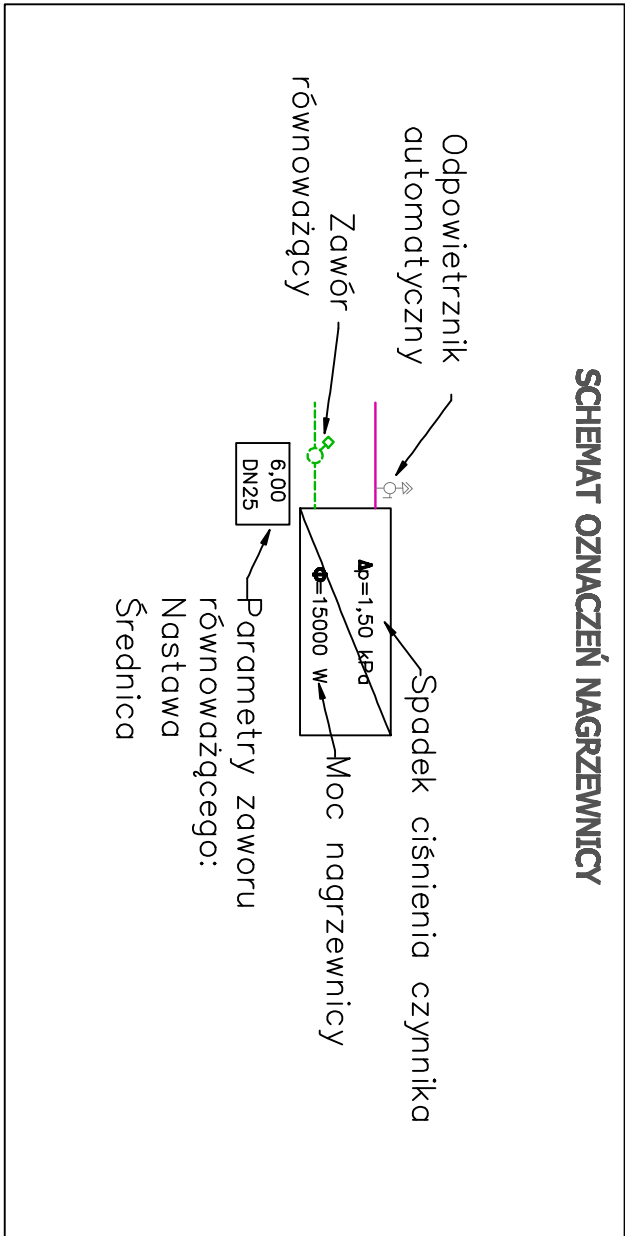 SCHEMAT OZNACZEŃ NAGRZEWNICY
Odpowietrznik
automatyczny
Zawór
równoważący
Δp=1,50 kPa
Φ=15000 W
6,00
DN25
Spadek ciśnienia czynnika
Moc nagrzewnicy
Parametry zaworu
równoważącego:
Nastawa
Średnica